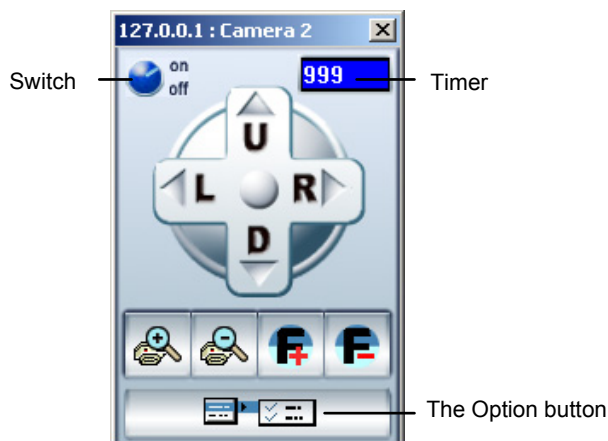 127.0.0.1 : Camera 2
Switch
on
off
999
Timer
U
L
R
D
F+
F-
The Option button